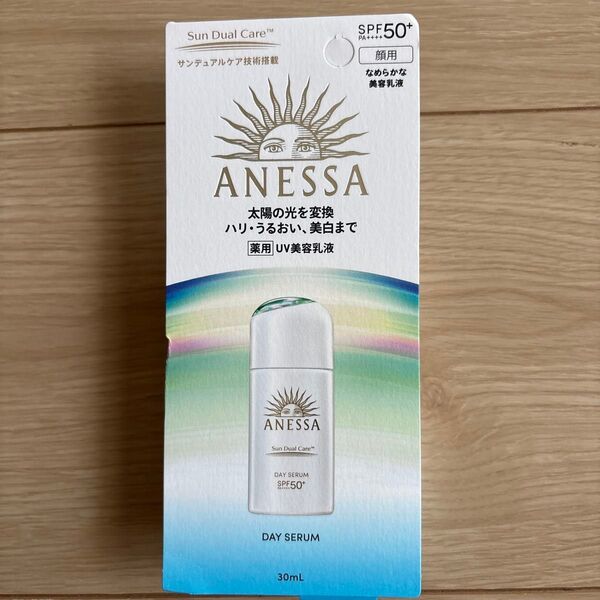 Sun Dual Care™
サンデュアルケア技術搭載
SPF50+
PA++++
顔用
なめらかな
美容乳液
ANESSA
太陽の光を変換
ハリ・うるおい、美白まで
薬用 UV美容乳液
ANESSA
Sun Dual Care™
DAY SERUM
SPF50+
PA++++
DAY SERUM
30mL